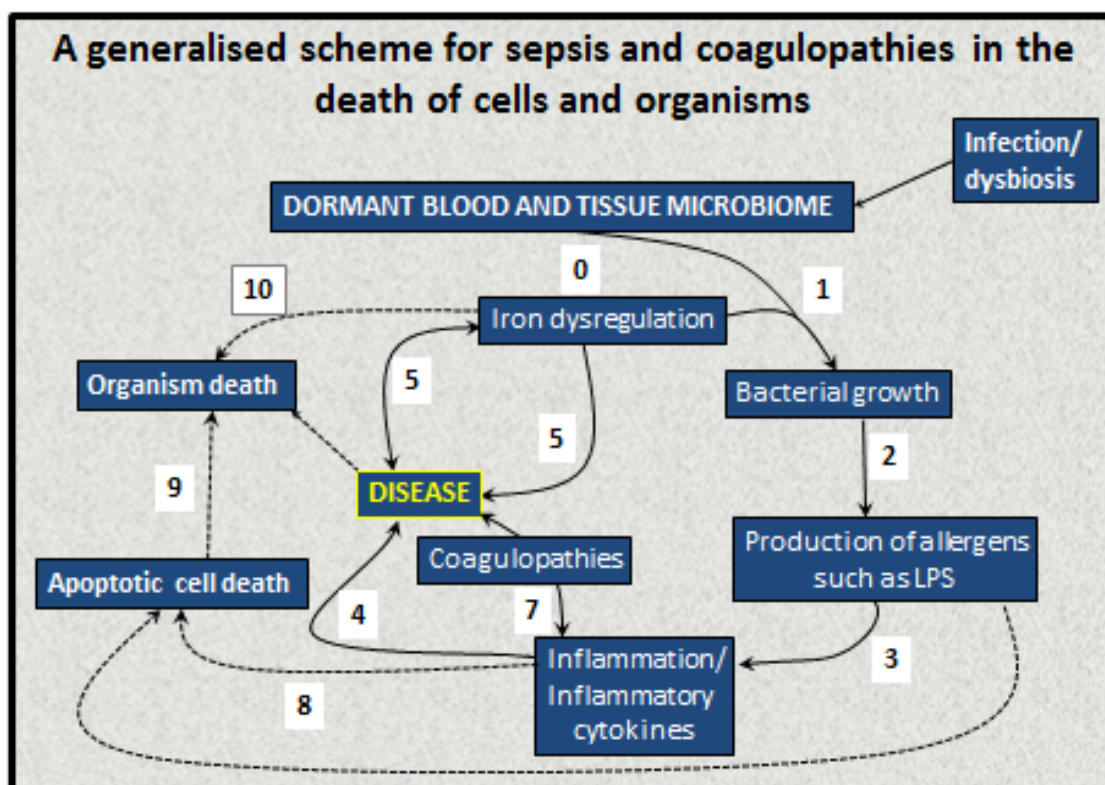 A generalised scheme for sepsis and coagulopathies in the
death of cells and organisms
Infection/
dysbiosis
DORMANT BLOOD AND TISSUE MICROBIOME
0
1
10
Iron dysregulation
Organism death
5
Bacterial growth
5
2
9
DISEASE
Coagulopathies
Production of allergens
such as LPS
Apoptotic cell death
4
7
3
Inflammation/
Inflammatory
cytokines
8